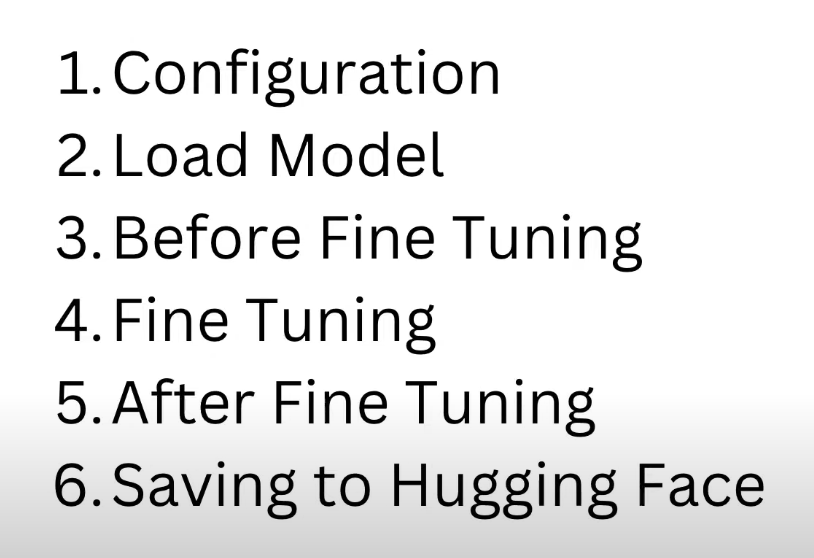 1. Configuration
2. Load Model
3. Before Fine Tuning
4. Fine Tuning
5. After Fine Tuning
6. Saving to Hugging Face